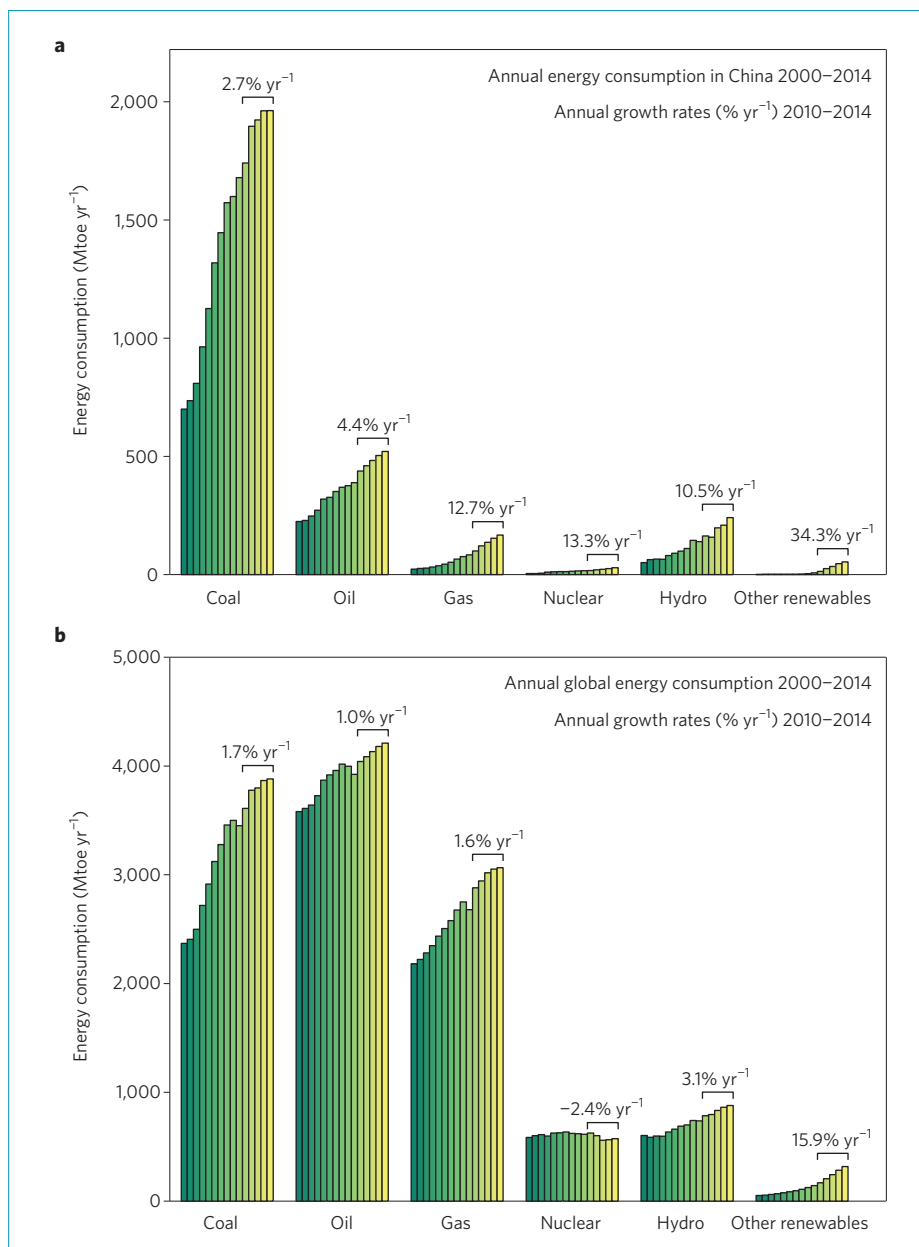 a
Annual energy consumption in China 2000–2014
Annual growth rates (% yr⁻¹) 2010–2014
Energy consumption (Mtoe yr⁻¹)
2,000
1,500
1,000
500
0
2.7% yr⁻¹
4.4% yr⁻¹
12.7% yr⁻¹
13.3% yr⁻¹
10.5% yr⁻¹
34.3% yr⁻¹
Coal
Oil
Gas
Nuclear
Hydro
Other renewables
b
Annual global energy consumption 2000–2014
Annual growth rates (% yr⁻¹) 2010–2014
Energy consumption (Mtoe yr⁻¹)
5,000
4,000
3,000
2,000
1,000
0
1.7% yr⁻¹
1.0% yr⁻¹
1.6% yr⁻¹
−2.4% yr⁻¹
3.1% yr⁻¹
15.9% yr⁻¹
Coal
Oil
Gas
Nuclear
Hydro
Other renewables